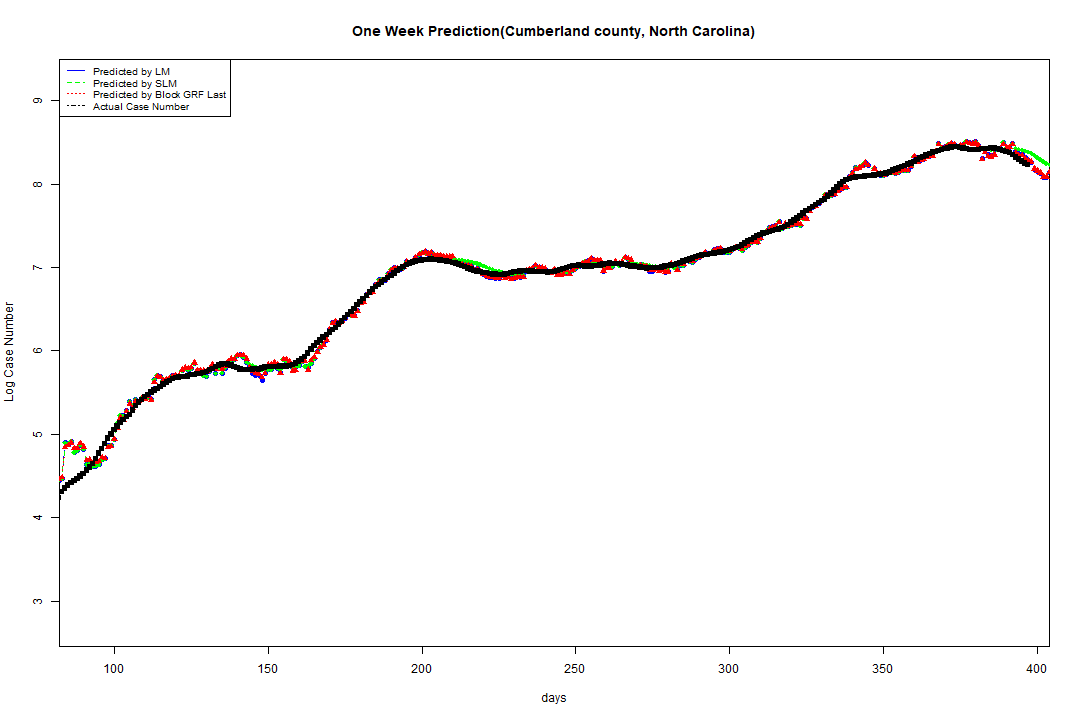 One Week Prediction(Cumberland county, North Carolina)
Predicted by LM
Predicted by SLM
Predicted by Block GRF Last
Actual Case Number
9
8
7
6
5
4
3
Log Case Number
100 150 200 250 300 350 400
days